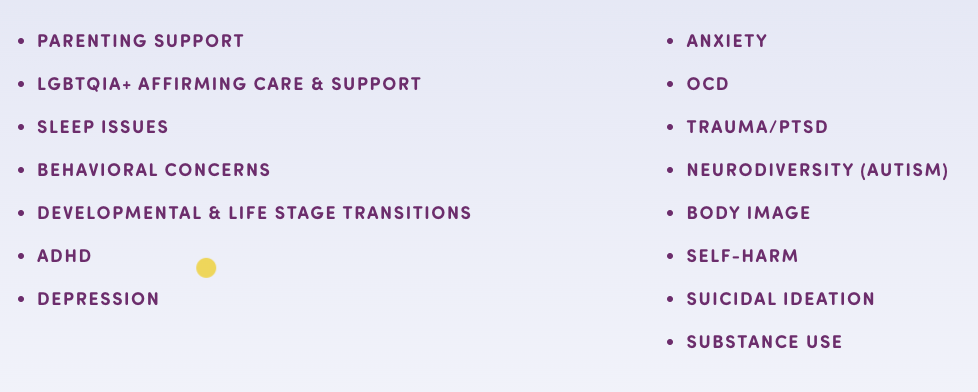 • PARENTING SUPPORT
• LGBTQIA+ AFFIRMING CARE & SUPPORT
• SLEEP ISSUES
• BEHAVIORAL CONCERNS
• DEVELOPMENTAL & LIFE STAGE TRANSITIONS
• ADHD
• DEPRESSION
• ANXIETY
• OCD
• TRAUMA/PTSD
• NEURODIVERSITY (AUTISM)
• BODY IMAGE
• SELF-HARM
• SUICIDAL IDEATION
• SUBSTANCE USE